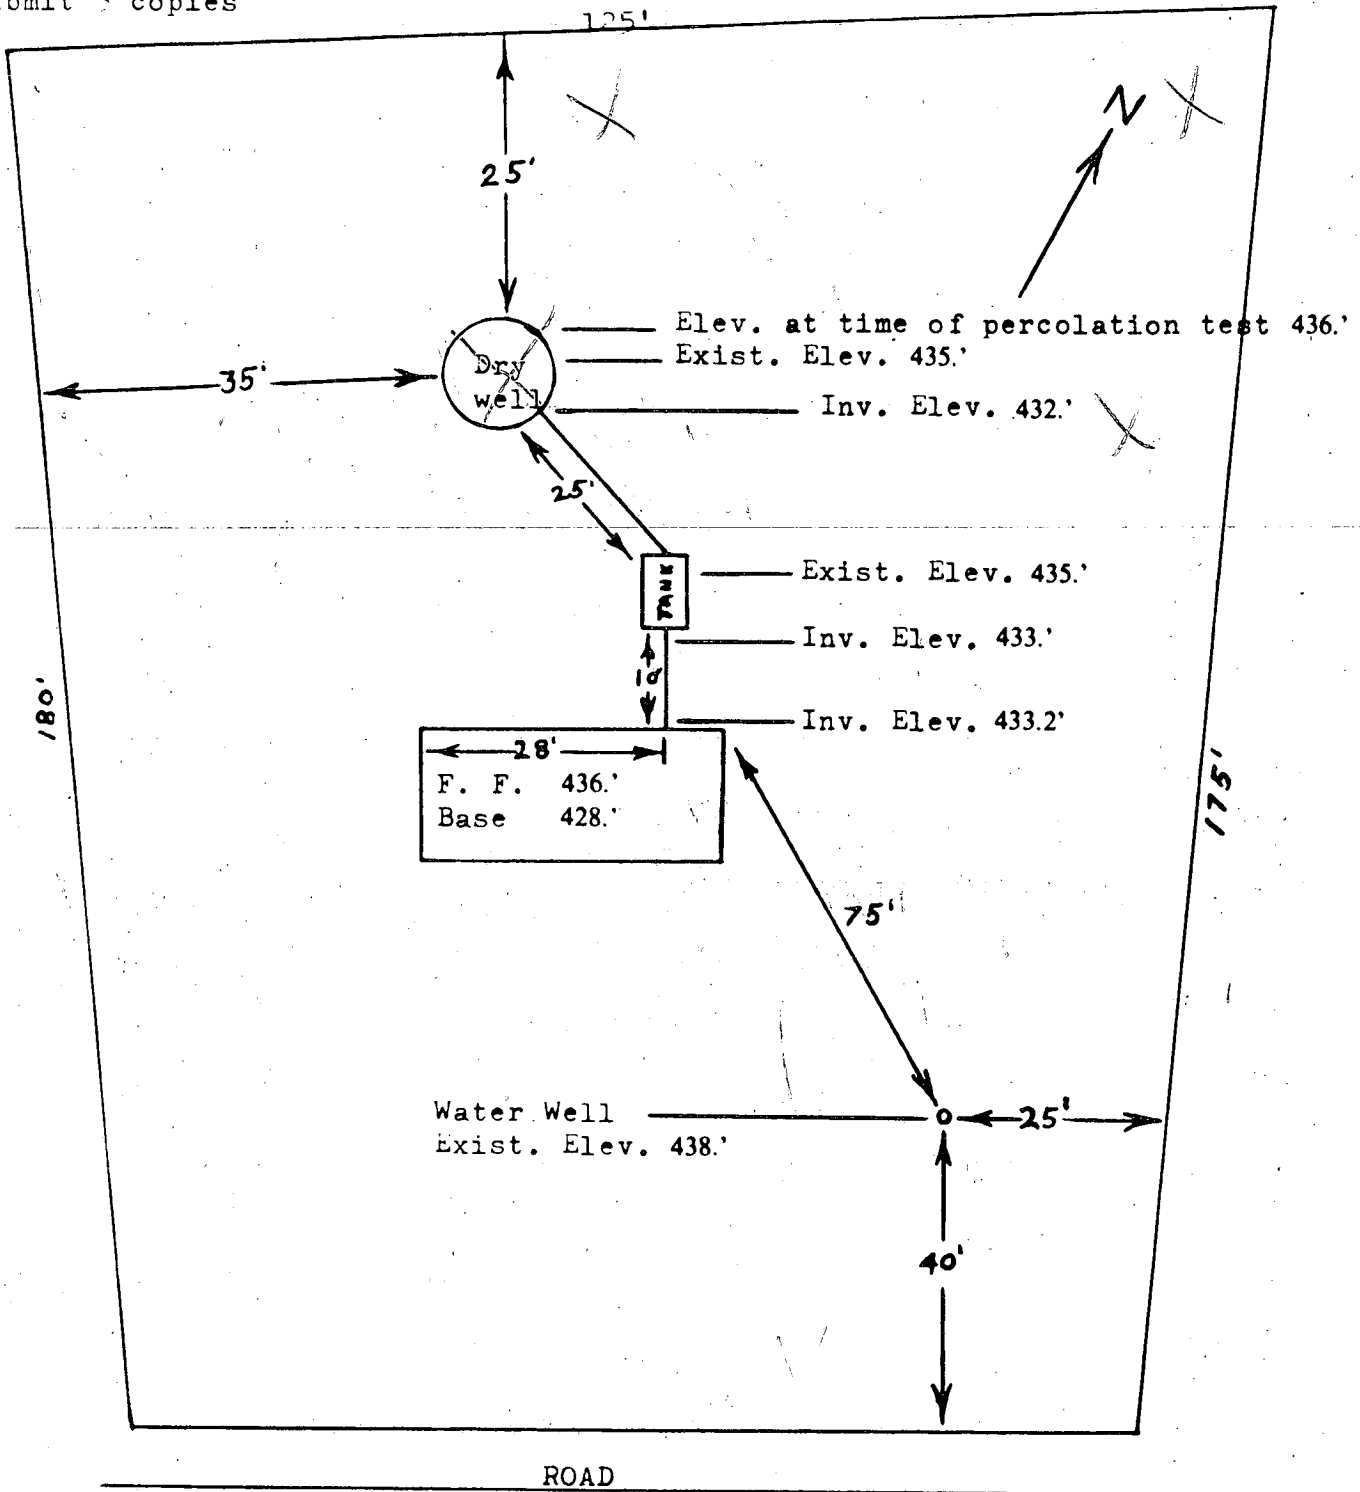 copies
125'
N
25'
Elev. at time of percolation test 436.'
Exist. Elev. 435.'
Dry
well
35'
Inv. Elev. 432.'
25'
TANK
Exist. Elev. 435.'
Inv. Elev. 433.'
10'
Inv. Elev. 433.2'
180'
28'
F. F. 436.'
Base 428.'
175'
75'
Water Well
Exist. Elev. 438.'
25'
40'
ROAD